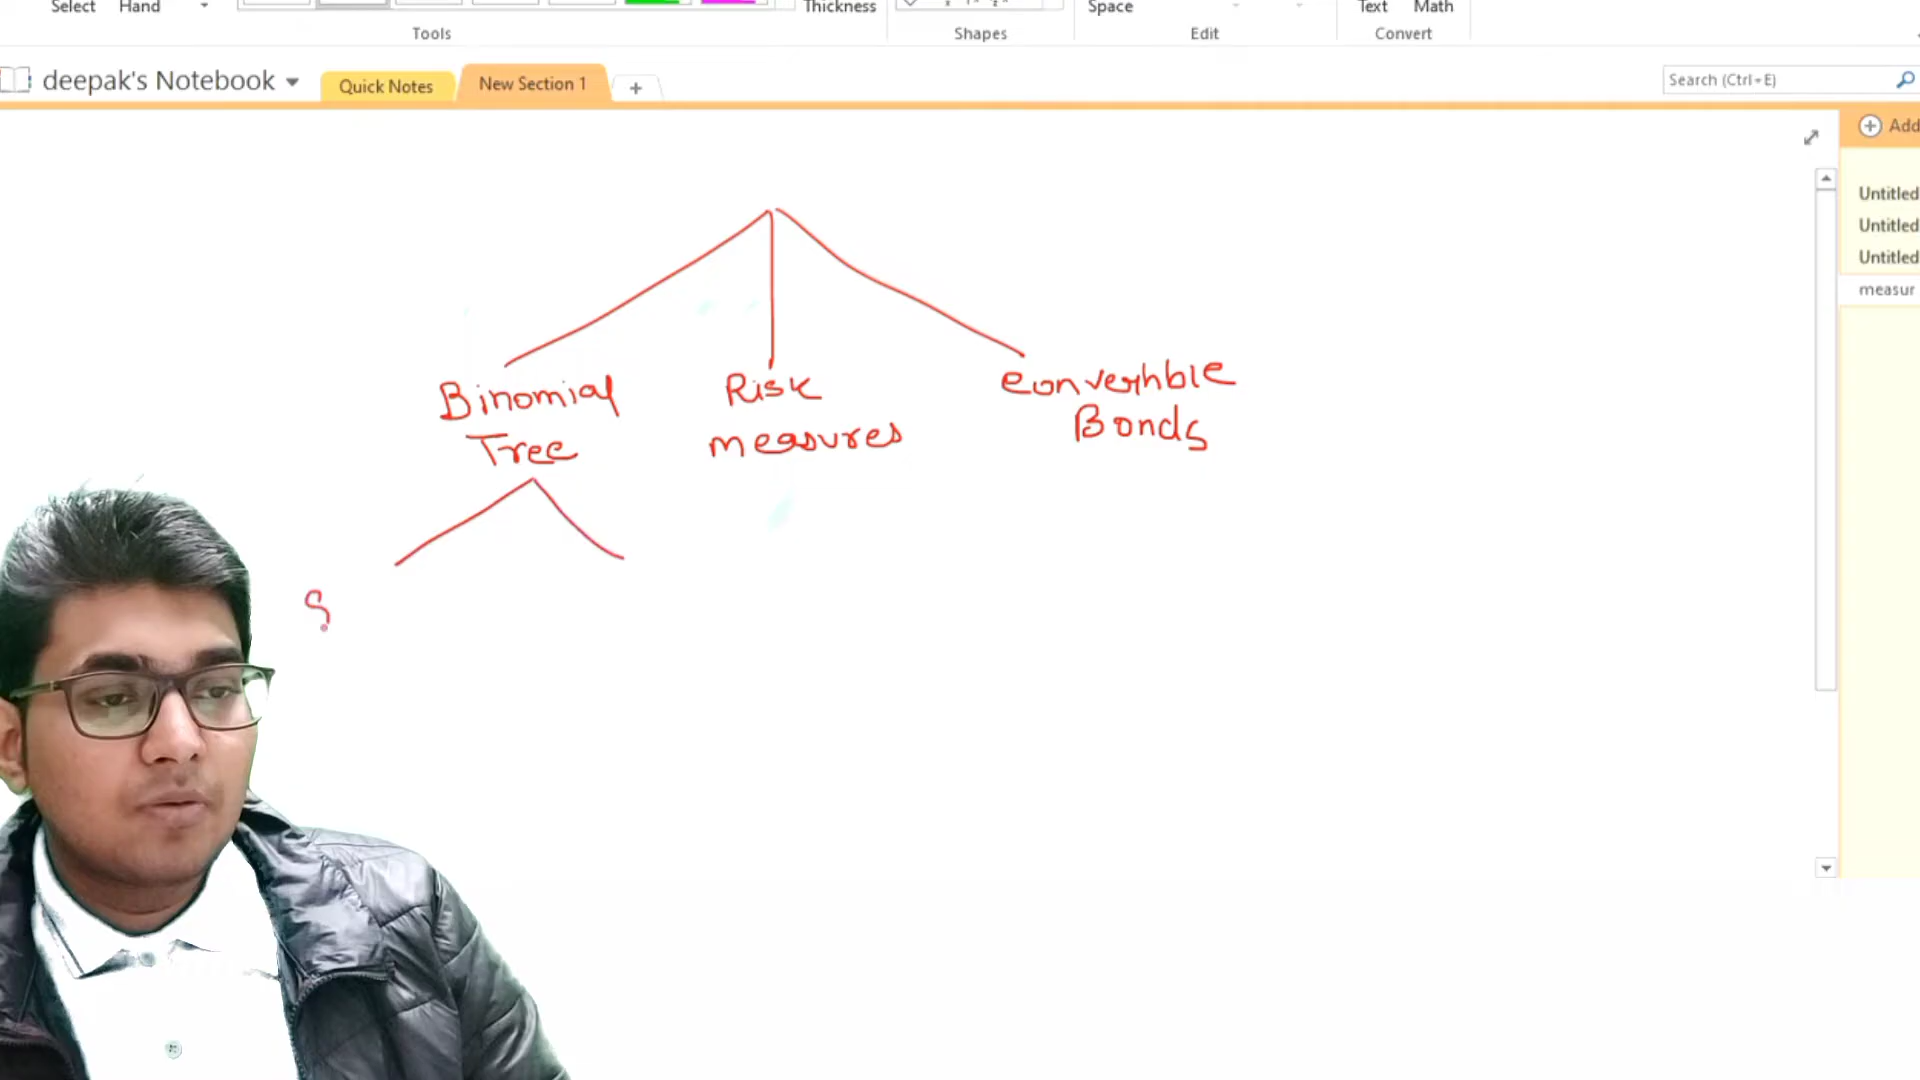 Select Hand Thickness Space Text Math
Tools Shapes Edit Convert
deepak's Notebook Quick Notes New Section 1 + Search (Ctrl+E)
Add
Untitled
Untitled
Untitled
measur
Binomial Tree
Risk measures
Convertible Bonds
S